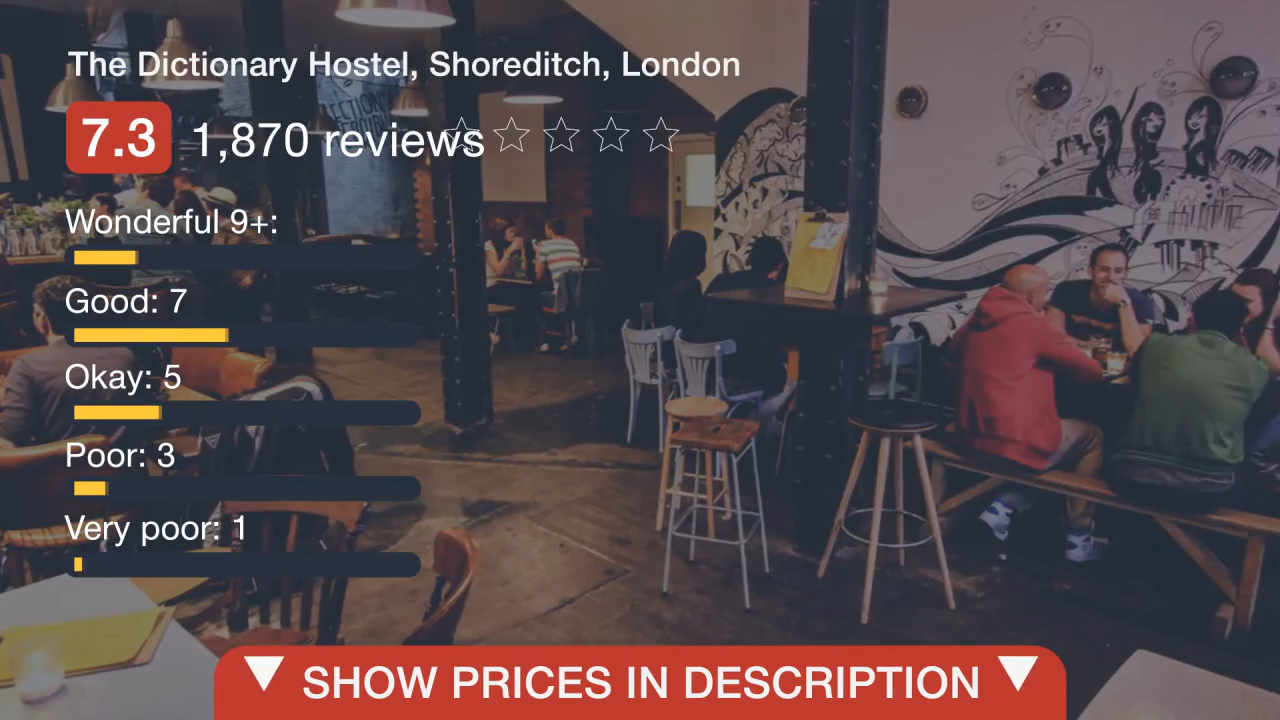 The Dictionary Hostel, Shoreditch, London
7.3 1,870 reviews
Wonderful 9+:
Good: 7
Okay: 5
Poor: 3
Very poor: 1
SHOW PRICES IN DESCRIPTION